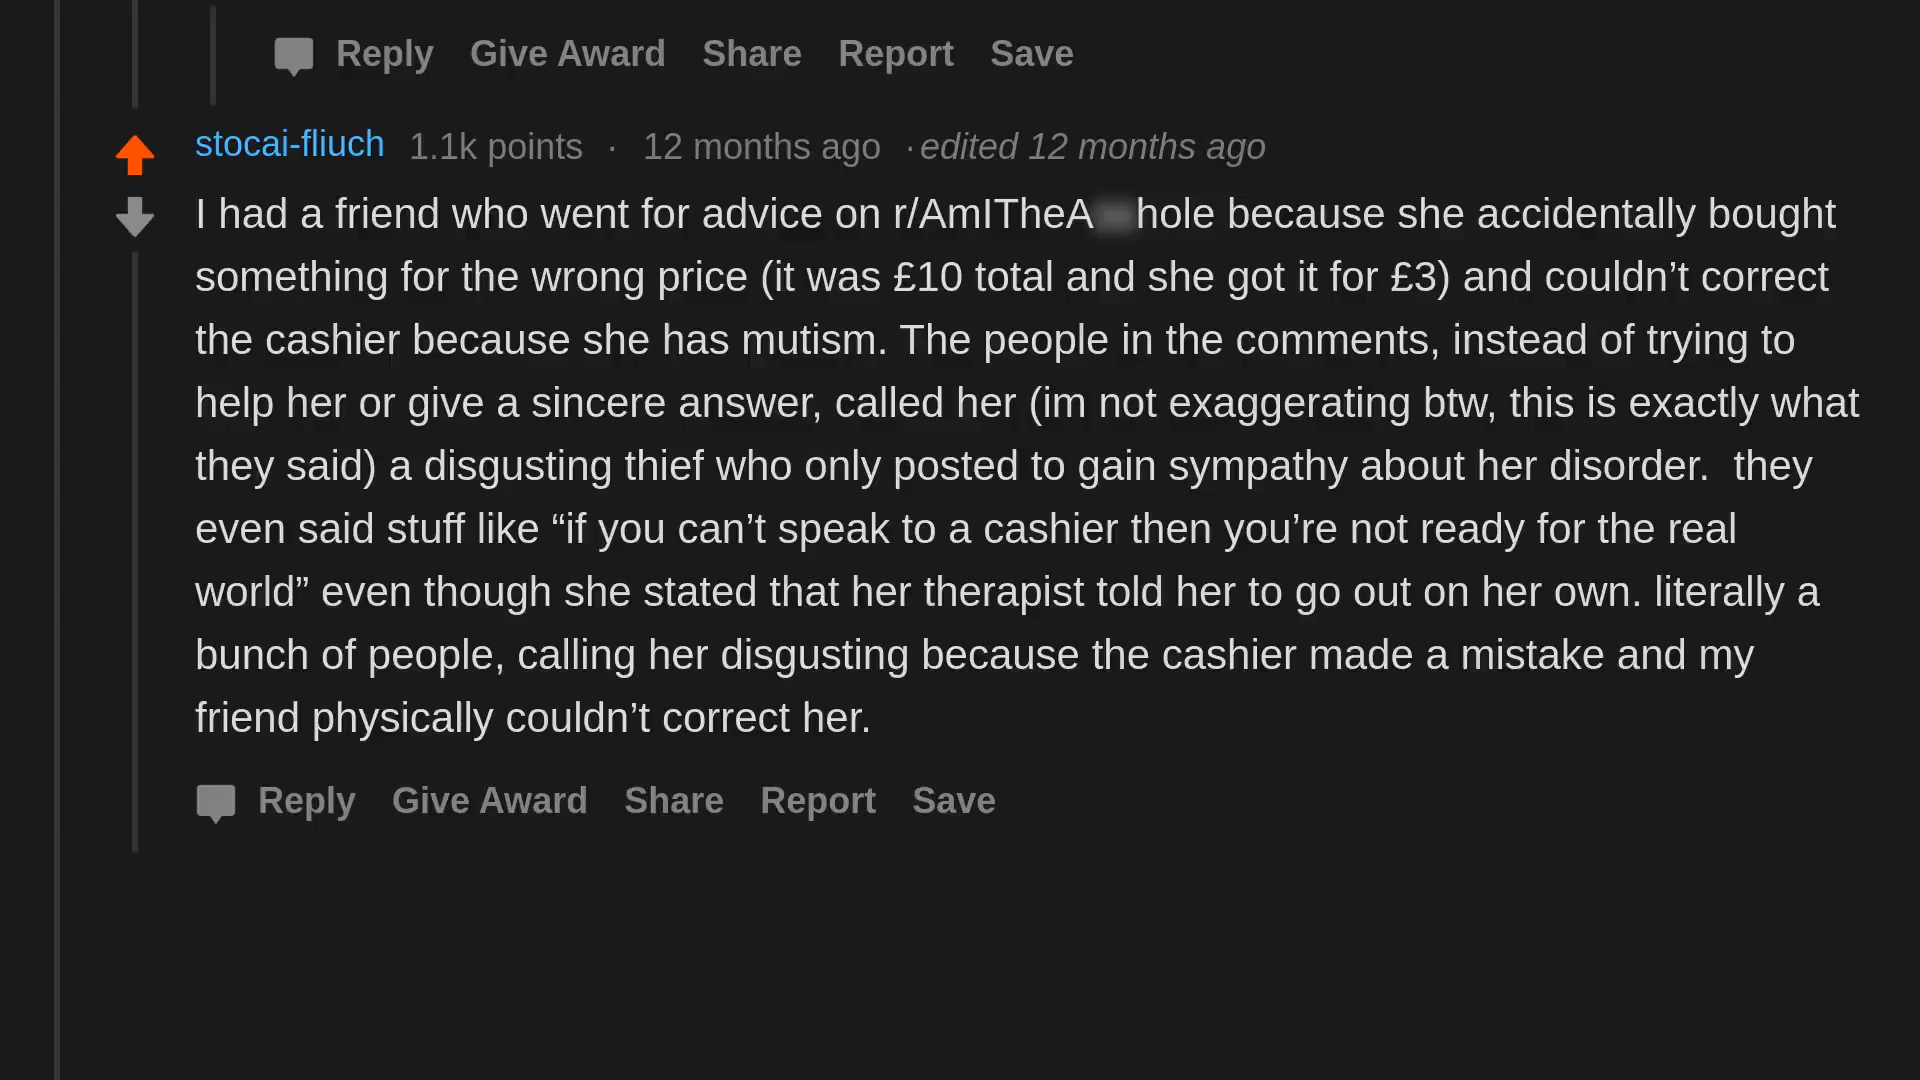 Reply Give Award Share Report Save
stocai-fliuch 1.1k points · 12 months ago · edited 12 months ago
I had a friend who went for advice on r/AmITheA hole because she accidentally bought
something for the wrong price (it was £10 total and she got it for £3) and couldn’t correct
the cashier because she has mutism. The people in the comments, instead of trying to
help her or give a sincere answer, called her (im not exaggerating btw, this is exactly what
they said) a disgusting thief who only posted to gain sympathy about her disorder.  they
even said stuff like “if you can’t speak to a cashier then you’re not ready for the real
world” even though she stated that her therapist told her to go out on her own. literally a
bunch of people, calling her disgusting because the cashier made a mistake and my
friend physically couldn’t correct her.
Reply Give Award Share Report Save